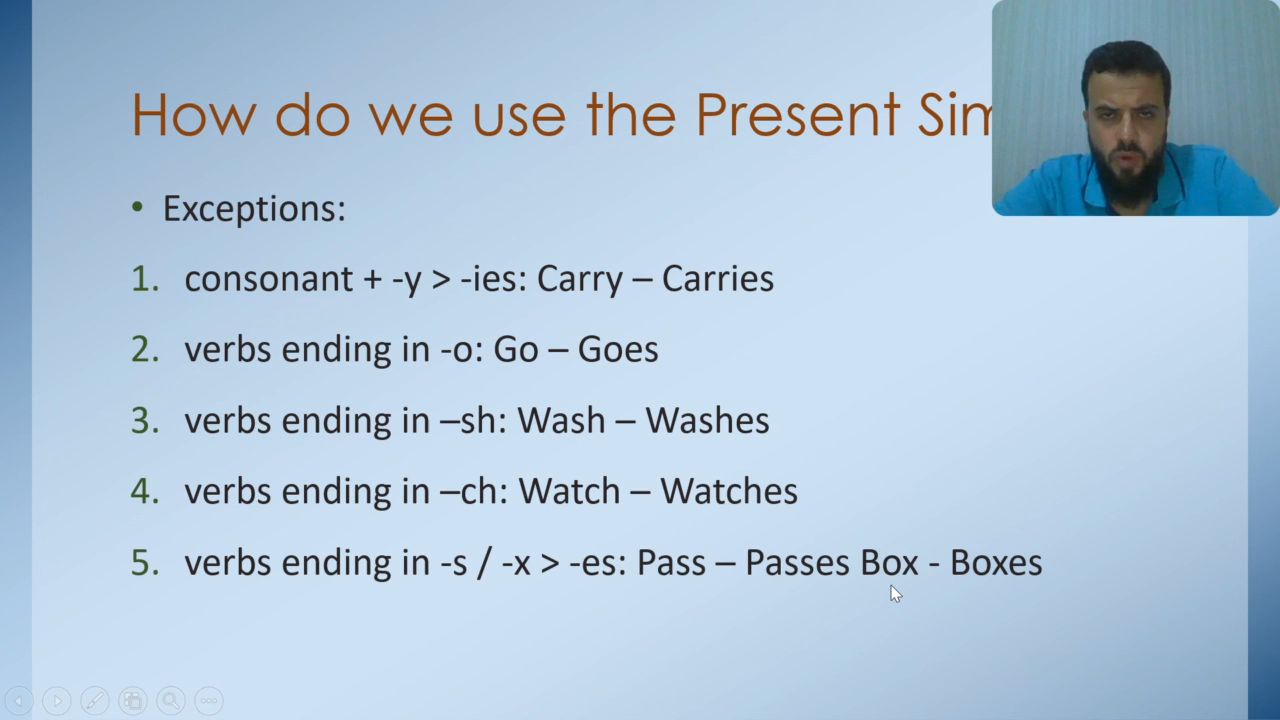 How do we use the Present Sim
• Exceptions:
1. consonant + -y > -ies: Carry – Carries
2. verbs ending in -o: Go – Goes
3. verbs ending in –sh: Wash – Washes
4. verbs ending in –ch: Watch – Watches
5. verbs ending in -s / -x > -es: Pass – Passes Box - Boxes